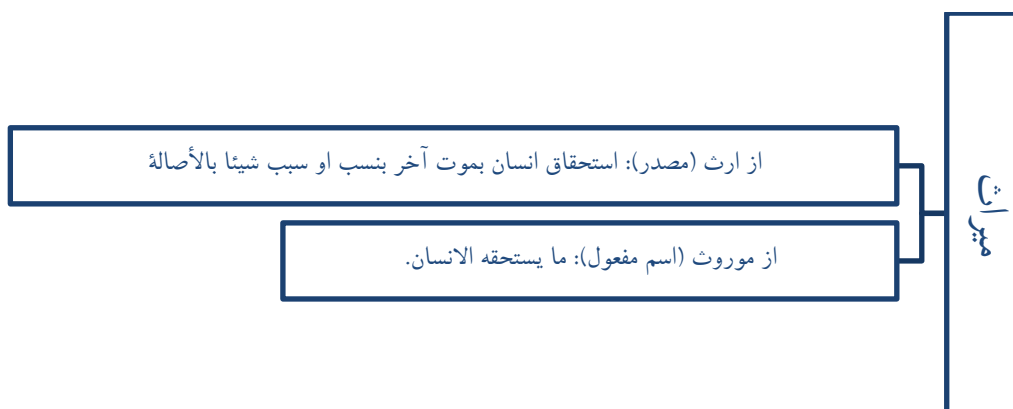 میراث
از ارث (مصدر): استحقاق انسان بموت آخر بنسب او سبب شیئا بالأصالهٔ
از موروث (اسم مفعول): ما یستحقه الانسان.